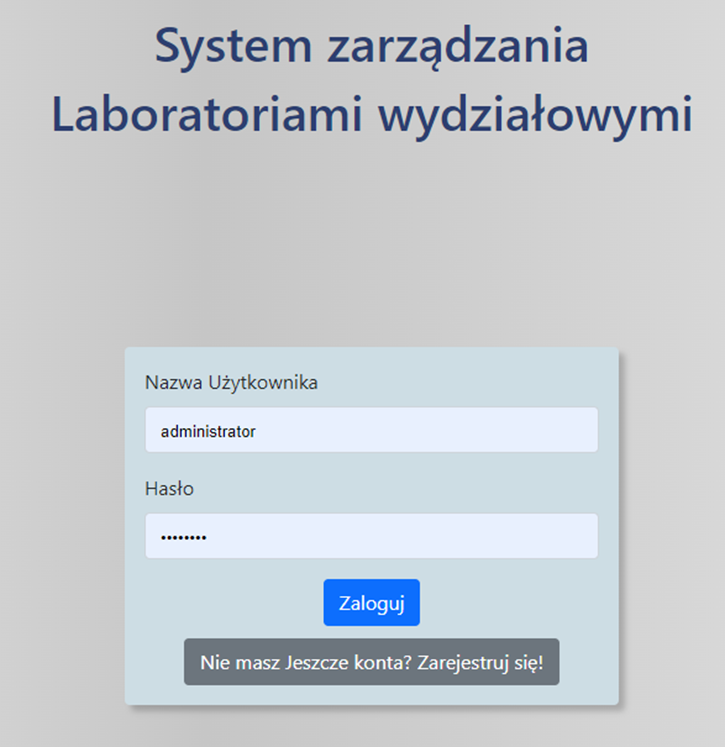 System zarządzania
Laboratoriami wydziałowymi
Nazwa Użytkownika
administrator
Hasło
••••••••
Zaloguj
Nie masz Jeszcze konta? Zarejestruj się!